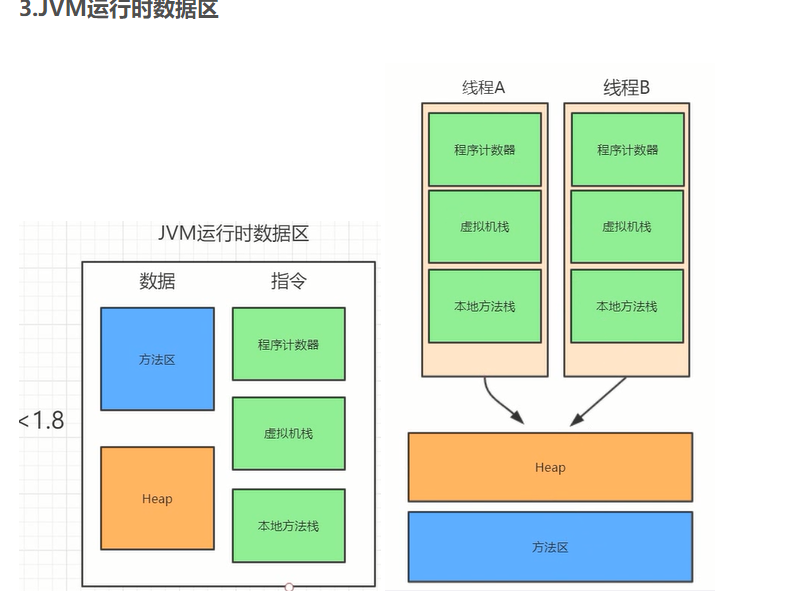 3.JVM运行时数据区
线程A
线程B
程序计数器
程序计数器
虚拟机栈
虚拟机栈
本地方法栈
本地方法栈
Heap
方法区
JVM运行时数据区
数据
指令
方法区
程序计数器
<1.8
虚拟机栈
Heap
本地方法栈